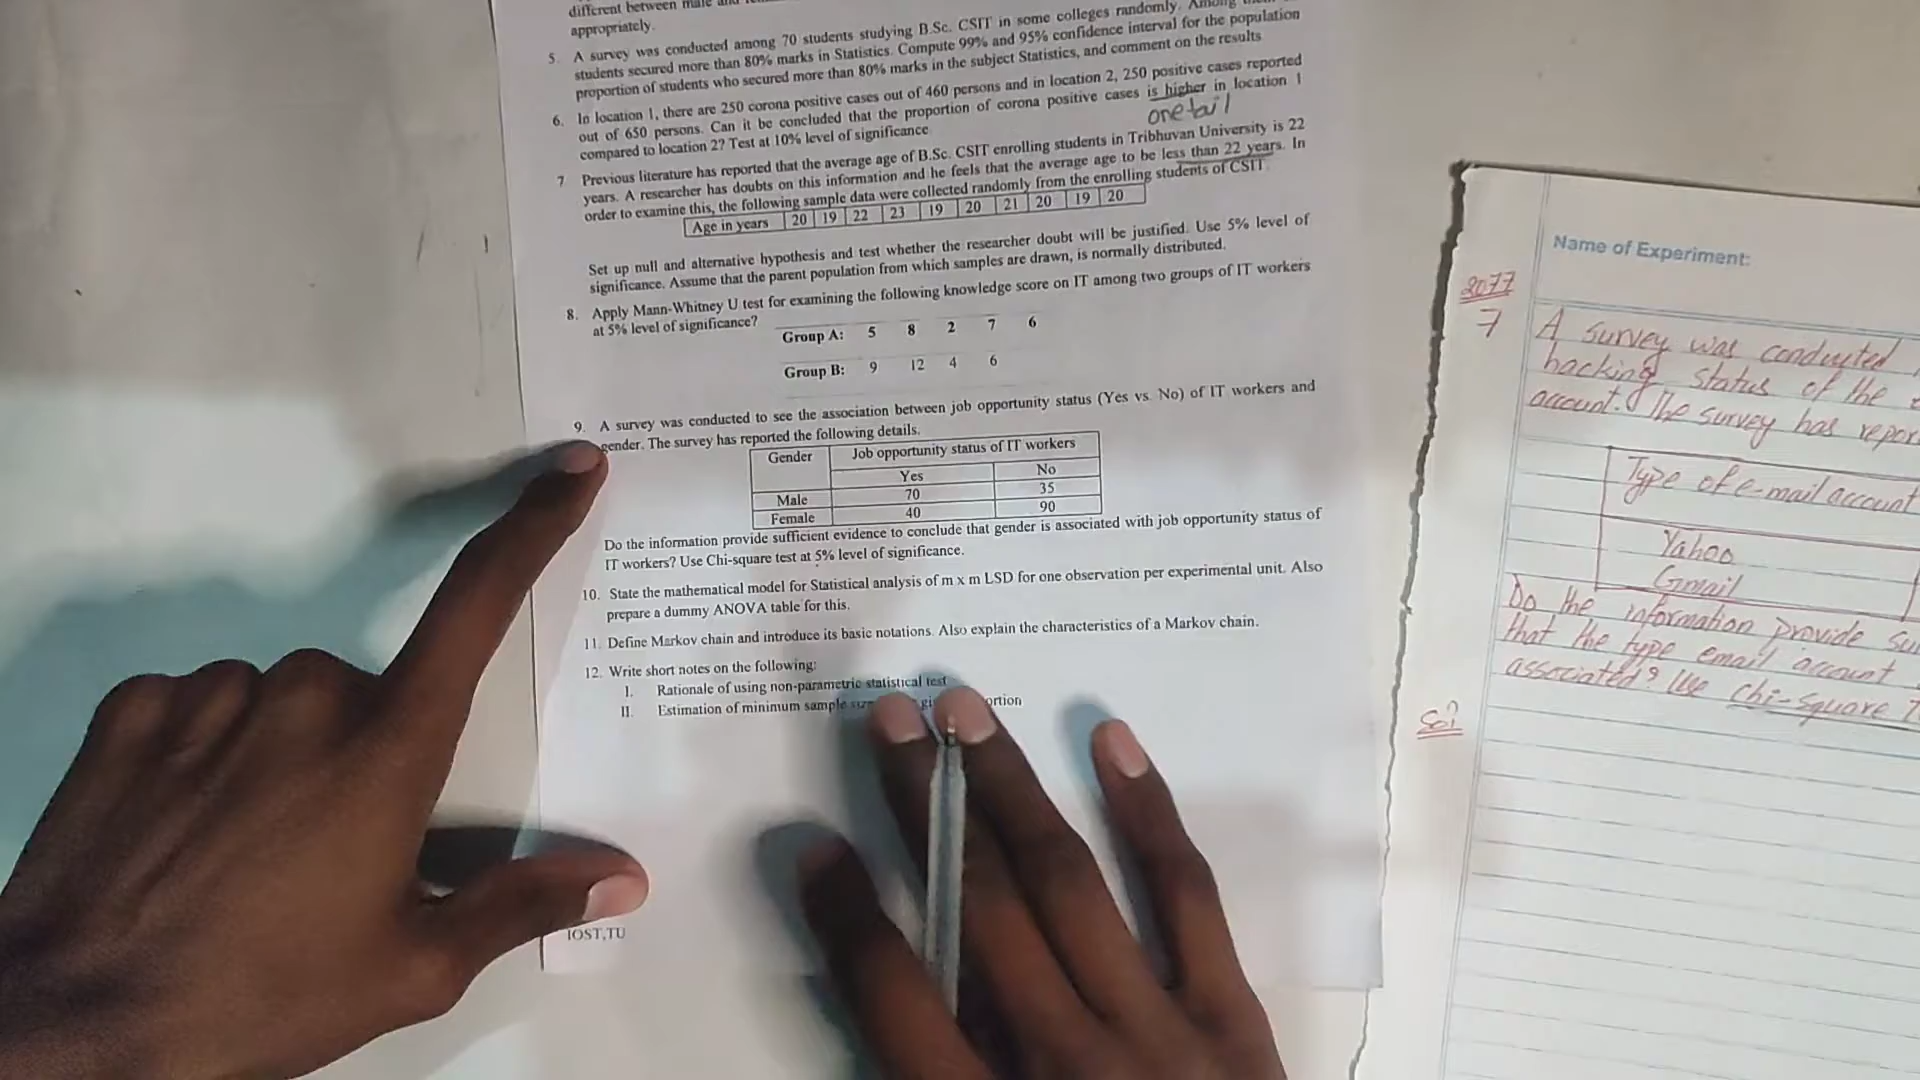 different between male and
appropriately.
5. A survey was conducted among 70 students studying B.Sc. CSIT in some colleges randomly. Among
students secured more than 80% marks in Statistics. Compute 99% and 95% confidence interval for the population
proportion of students who secured more than 80% marks in the subject Statistics, and comment on the results
6. In location 1, there are 250 corona positive cases out of 460 persons and in location 2, 250 positive cases reported
out of 650 persons. Can it be concluded that the proportion of corona positive cases is higher in location 1
compared to location 2? Test at 10% level of significance
one tail
7 Previous literature has reported that the average age of B.Sc. CSIT enrolling students in Tribhuvan University is 22
years. A researcher has doubts on this information and he feels that the average age to be less than 22 years. In
order to examine this, the following sample data were collected randomly from the enrolling students of CSIT
Age in years 20 19 22 23 19 20 21 20 19 20
Set up null and alternative hypothesis and test whether the researcher doubt will be justified. Use 5% level of
significance. Assume that the parent population from which samples are drawn, is normally distributed.
8. Apply Mann-Whitney U test for examining the following knowledge score on IT among two groups of IT workers
at 5% level of significance?
Group A: 5 8 2 7 6
Group B: 9 12 4 6
9. A survey was conducted to see the association between job opportunity status (Yes vs. No) of IT workers and
gender. The survey has reported the following details.
Gender Job opportunity status of IT workers
Yes No
Male 70 35
Female 40 90
Do the information provide sufficient evidence to conclude that gender is associated with job opportunity status of
IT workers? Use Chi-square test at 5% level of significance.
10. State the mathematical model for Statistical analysis of m x m LSD for one observation per experimental unit. Also
prepare a dummy ANOVA table for this.
11. Define Markov chain and introduce its basic notations. Also explain the characteristics of a Markov chain.
12. Write short notes on the following:
I. Rationale of using non-parametric statistical test
II. Estimation of minimum sample
IOST,TU
Name of Experiment:
2077
7
A survey was conducted
hacking status of the
account. The survey has
Type of e-mail account
Yahoo
Gmail
Do the information provide
that the type email account
associated? Use Chi-square
Sol